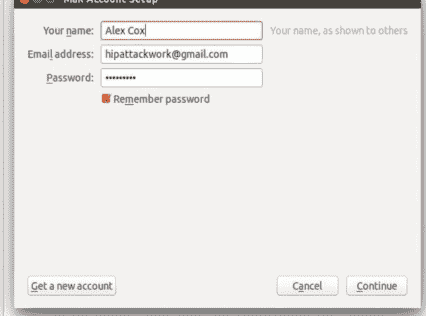 Mail Account Setup
Your name: Alex Cox Your name, as shown to others
Email address: hipattackwork@gmail.com
Password: •••••••••
Remember password
Get a new account Cancel Continue